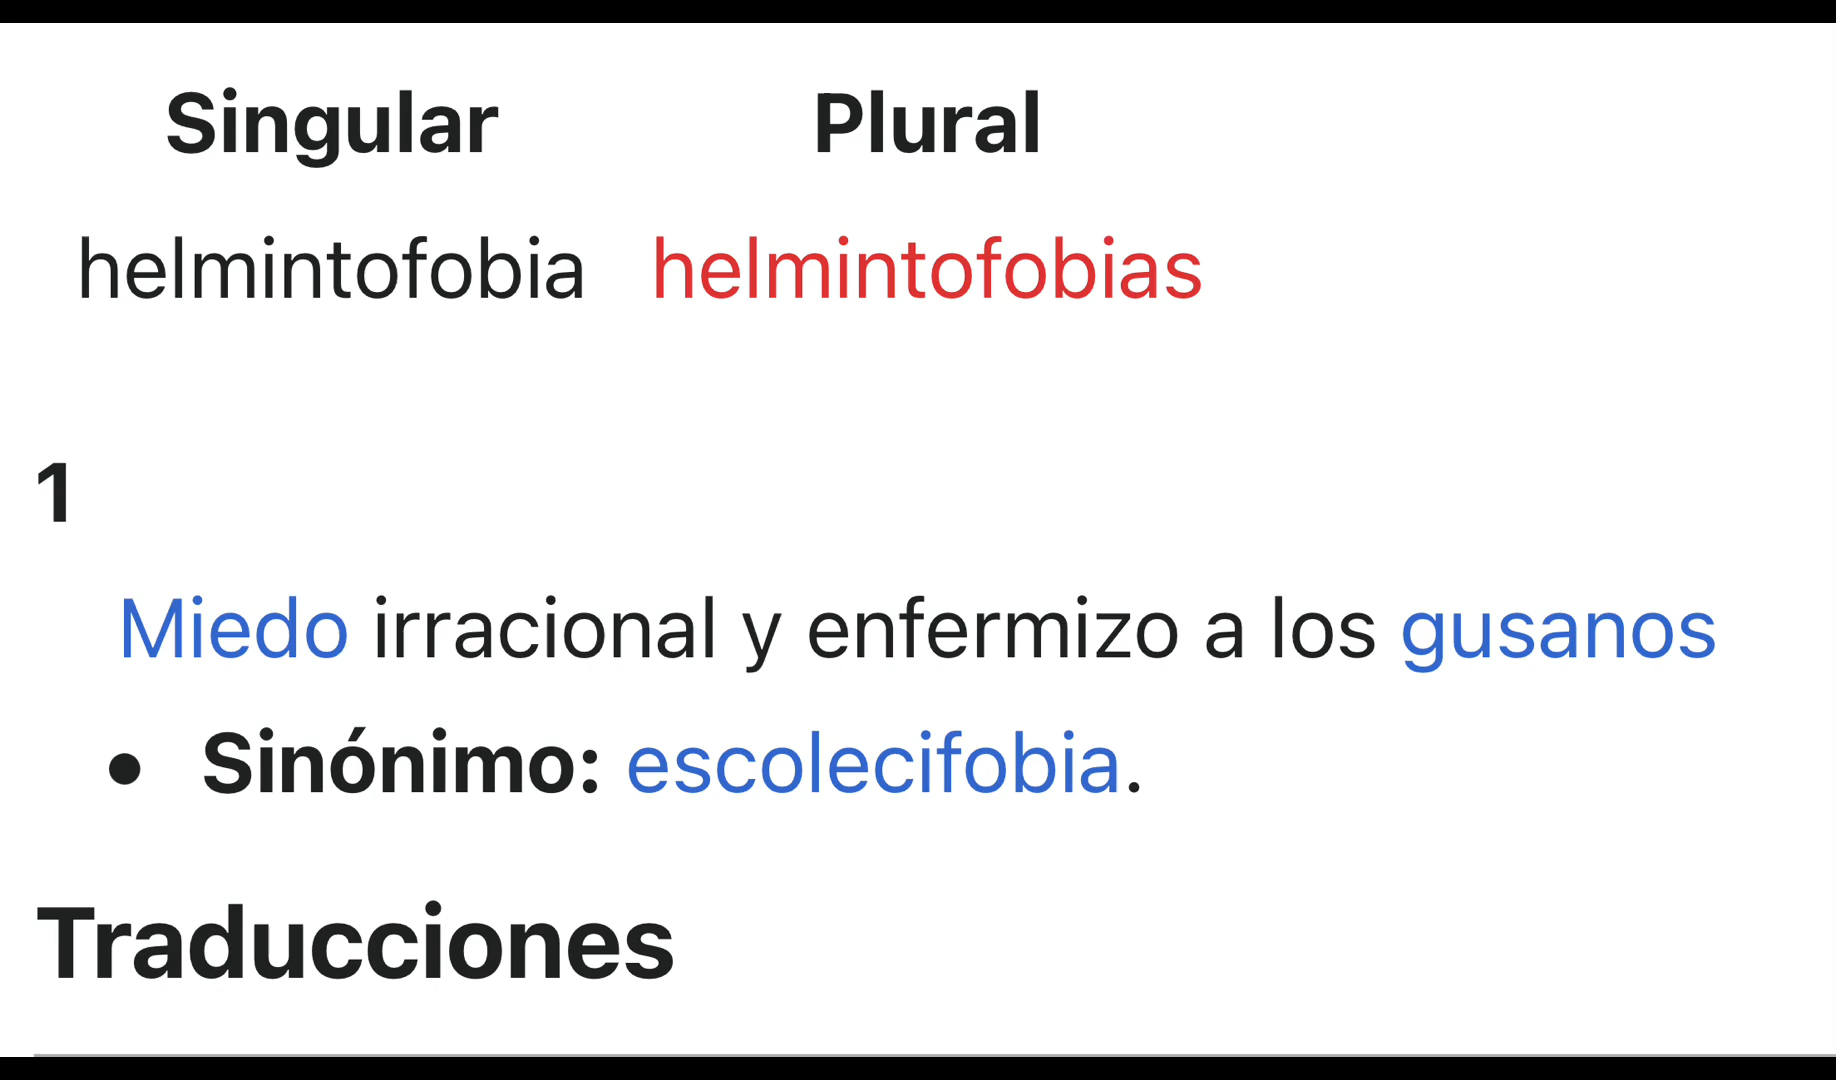 Singular Plural
helmintofobia helmintofobias
1
Miedo irracional y enfermizo a los gusanos
• Sinónimo: escolecifobia.
Traducciones